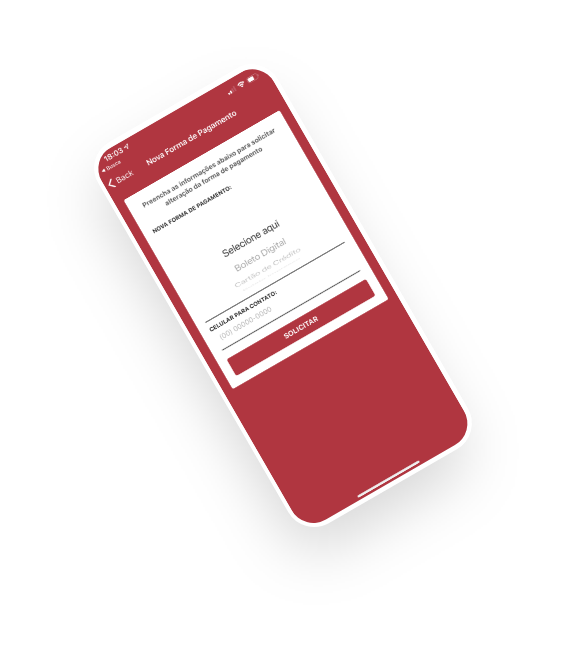 18:03
Busca
Back
Nova Forma de Pagamento
Preencha as informações abaixo para solicitar
alteração da forma de pagamento
NOVA FORMA DE PAGAMENTO:
Selecione aqui
Boleto Digital
Cartão de Crédito
CELULAR PARA CONTATO:
(00) 00000-0000
SOLICITAR